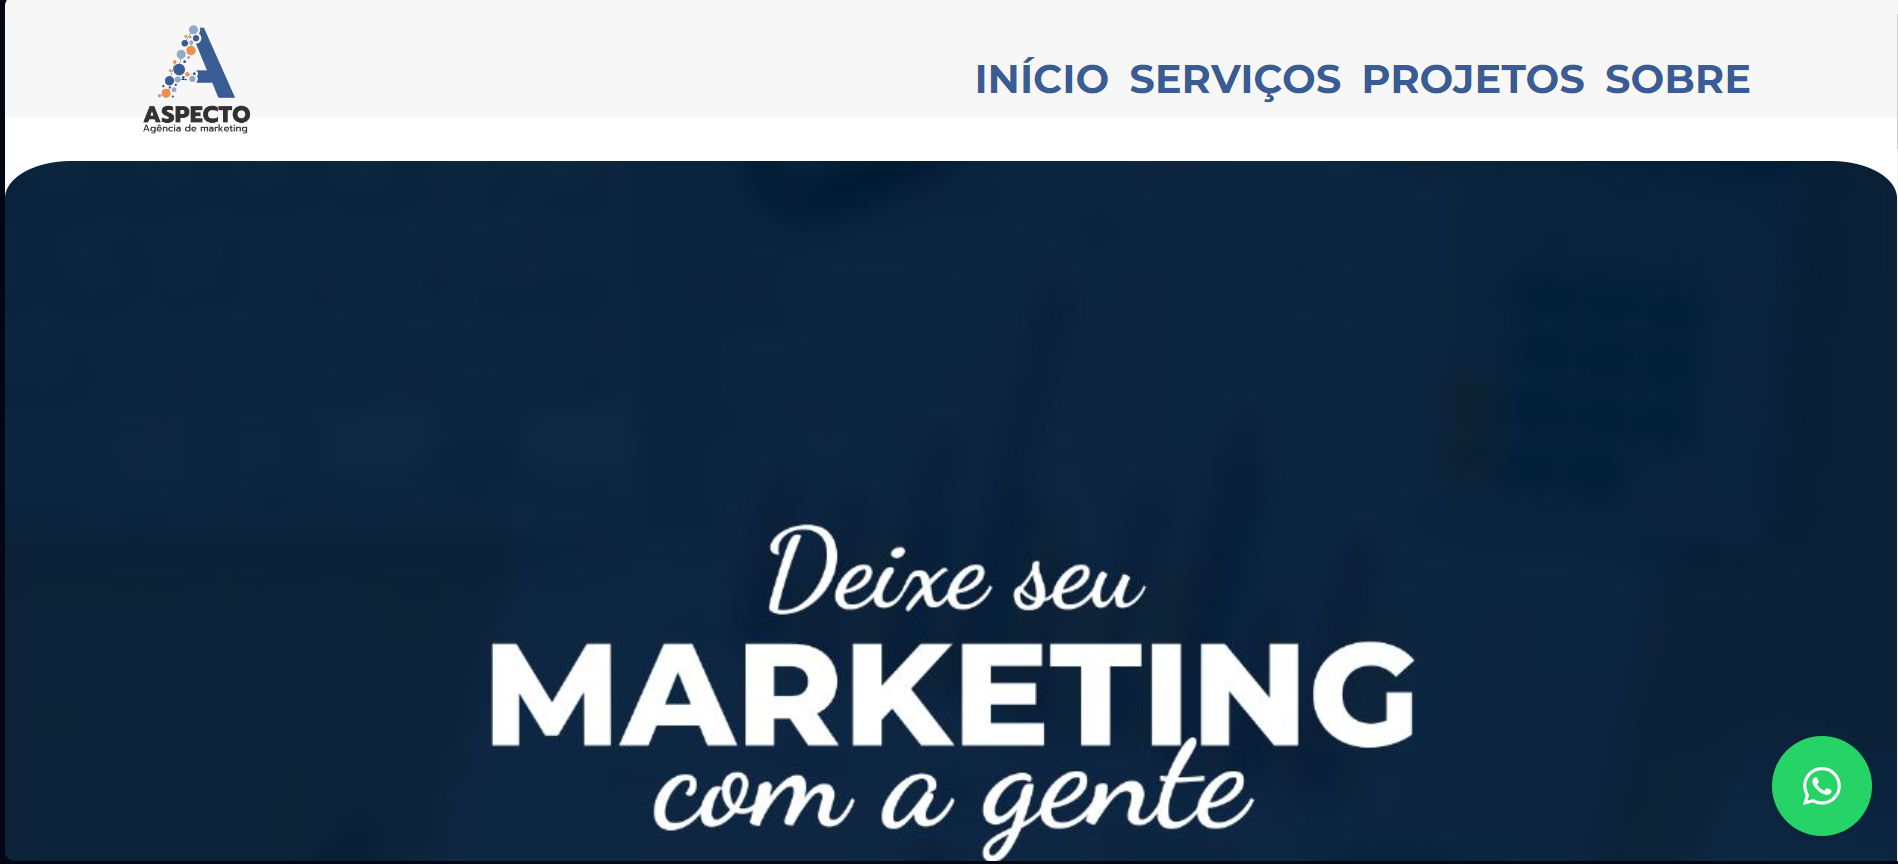 ASPECTO
Agência de marketing
INÍCIO SERVIÇOS PROJETOS SOBRE
Deixe seu
MARKETING
com a gente